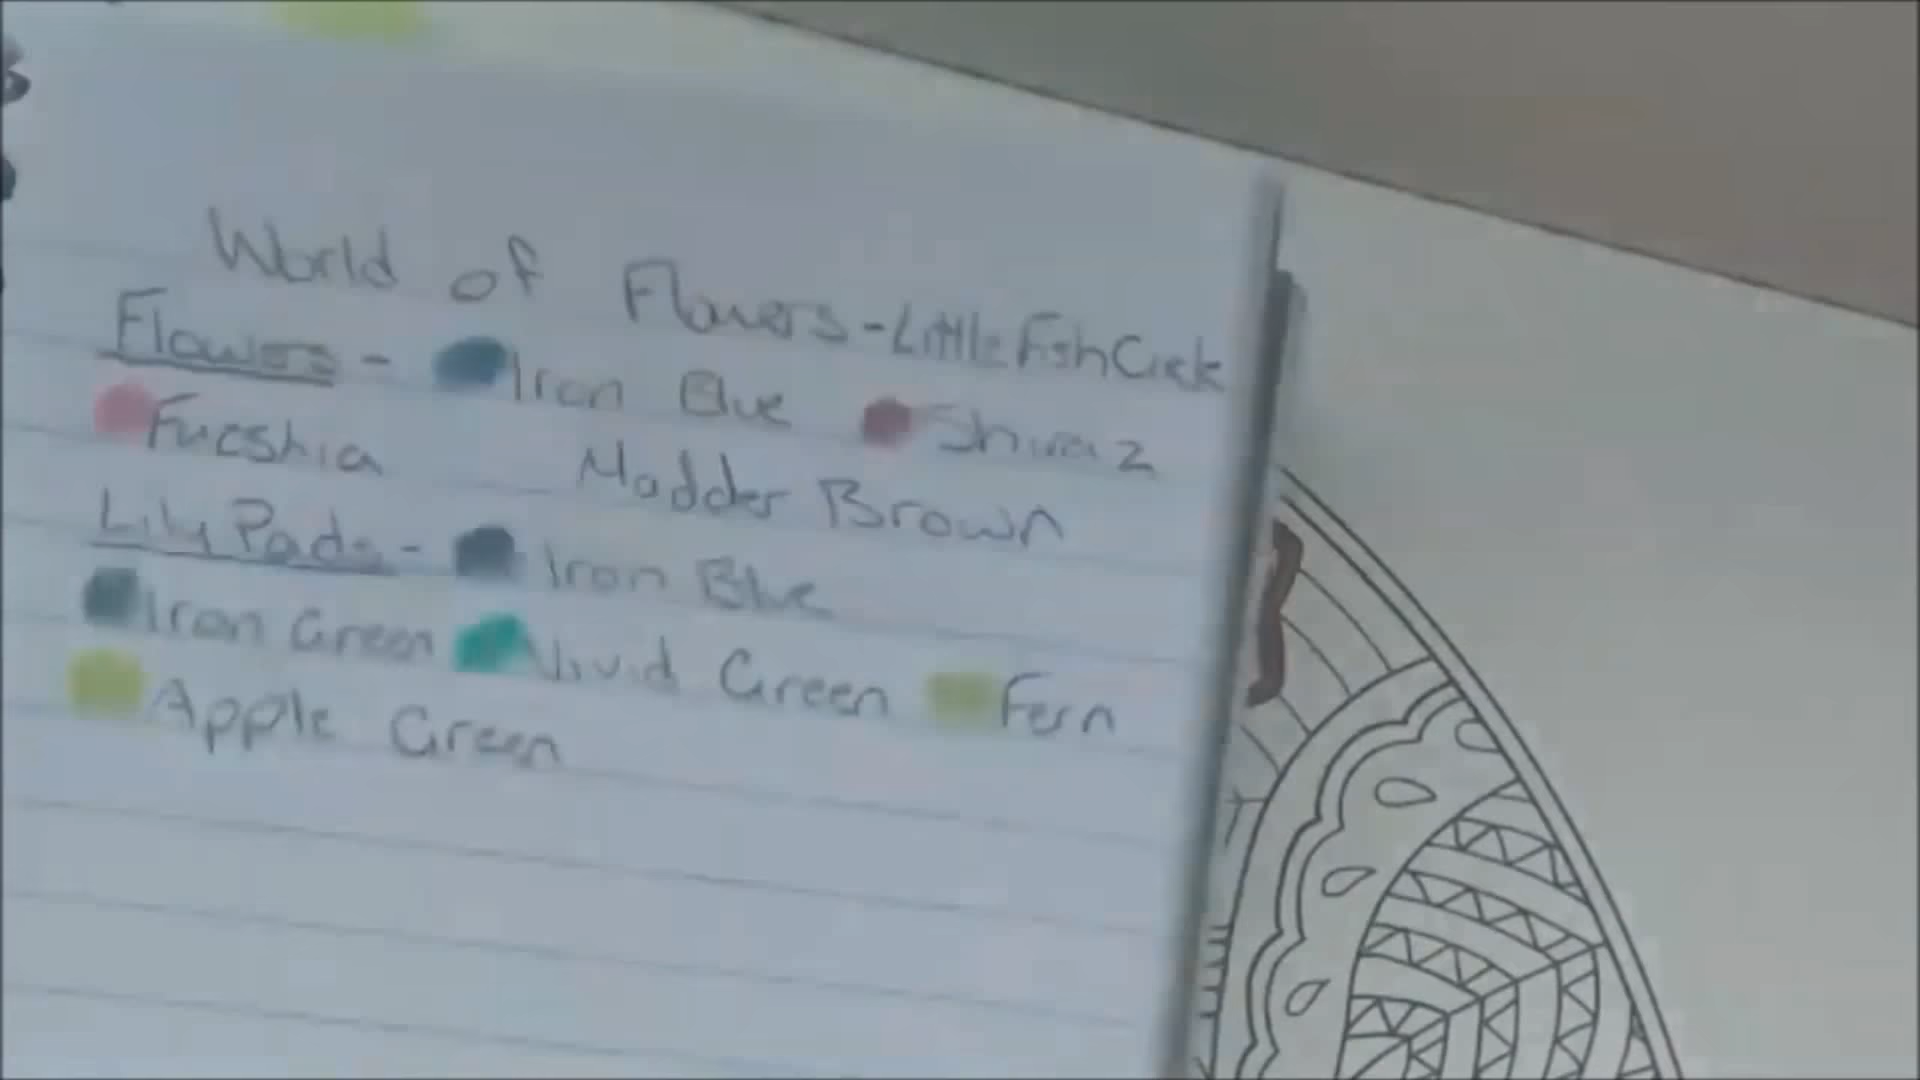 World of Flowers - Little Fish Creek
Flowers - Iron Blue Shiraz
Fucshia Madder Brown
Lily Pads - Iron Blue
Iron Green Vivid Green Fern
Apple Green